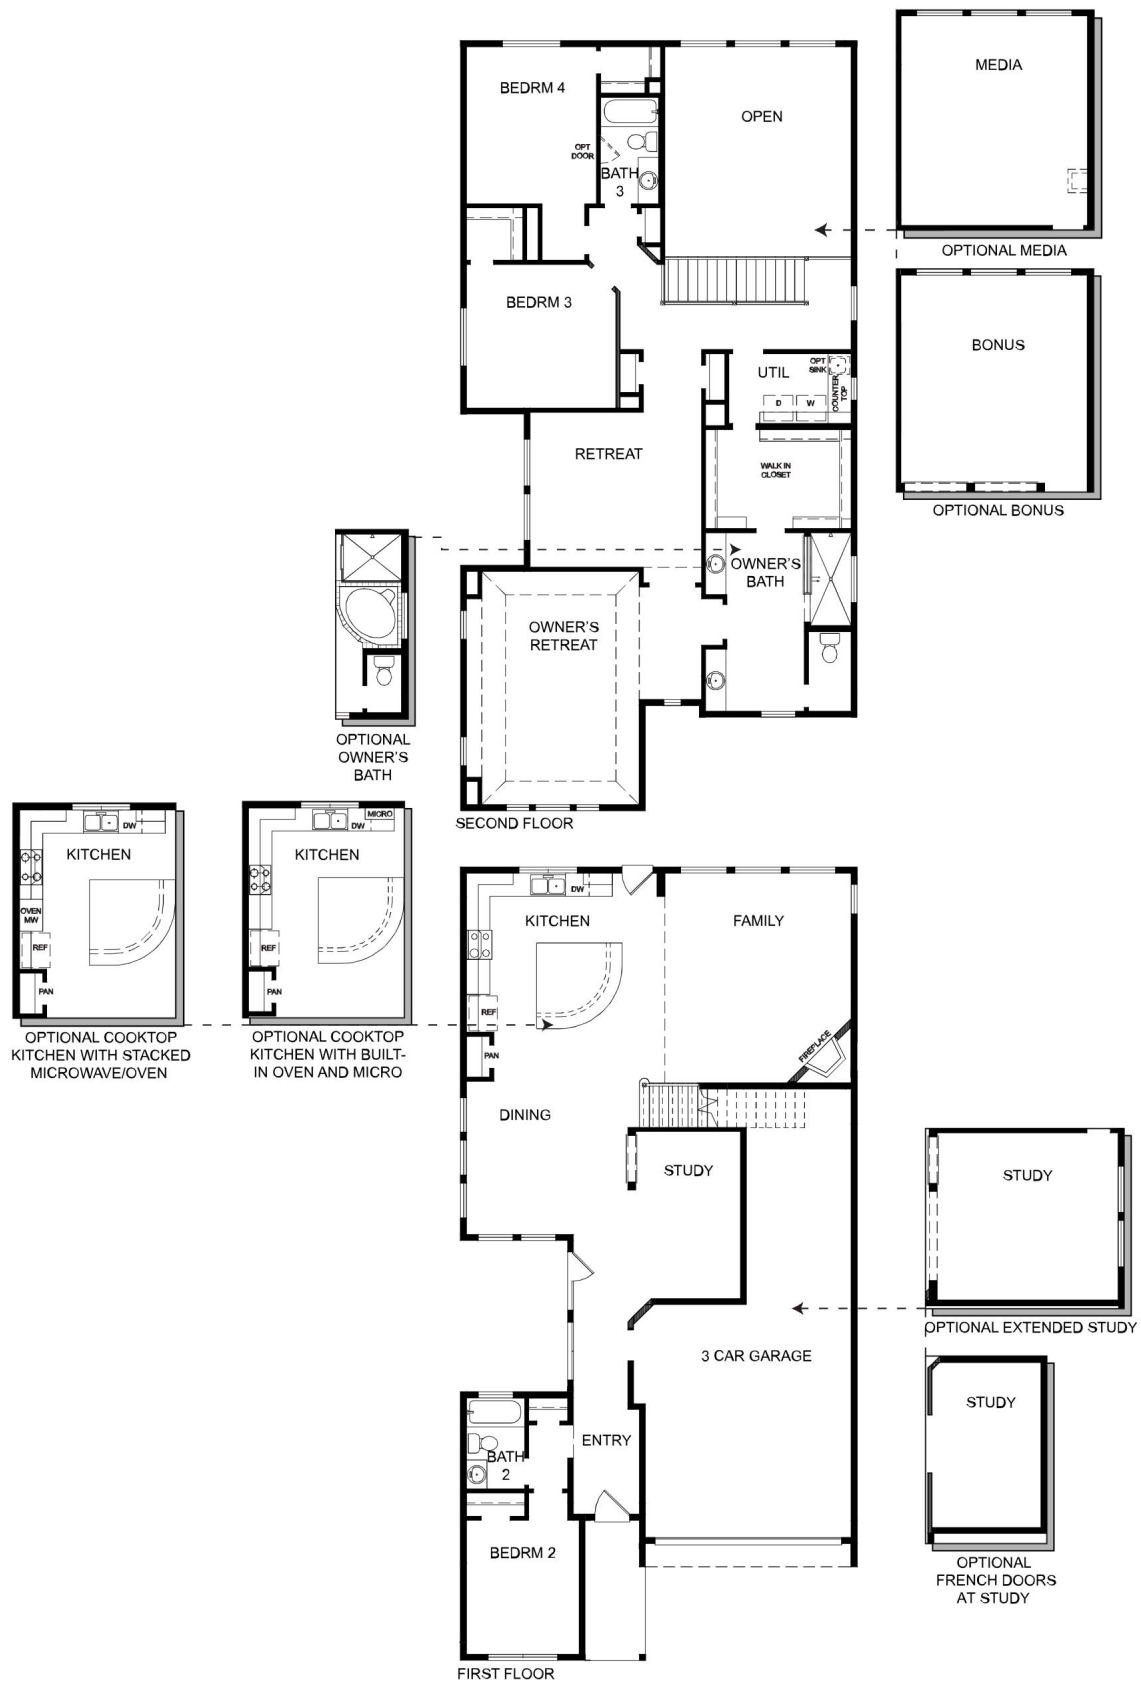 MEDIA
BEDRM 4
OPEN
OPT
DOOR
BATH
3
OPTIONAL MEDIA
BEDRM 3
BONUS
UTIL
OPT
SINK
COUNTER
TOP
D
W
RETREAT
WALK IN
CLOSET
OPTIONAL BONUS
OWNER'S
BATH
OWNER'S
RETREAT
OPTIONAL
OWNER'S
BATH
SECOND FLOOR
DW
KITCHEN
OVEN
MW
REF
PAN
OPTIONAL COOKTOP
KITCHEN WITH STACKED
MICROWAVE/OVEN
MICRO
DW
KITCHEN
REF
PAN
OPTIONAL COOKTOP
KITCHEN WITH BUILT-
IN OVEN AND MICRO
DW
KITCHEN
FAMILY
REF
PAN
FIREPLACE
DINING
STUDY
STUDY
OPTIONAL EXTENDED STUDY
3 CAR GARAGE
STUDY
ENTRY
BATH
2
BEDRM 2
OPTIONAL
FRENCH DOORS
AT STUDY
FIRST FLOOR